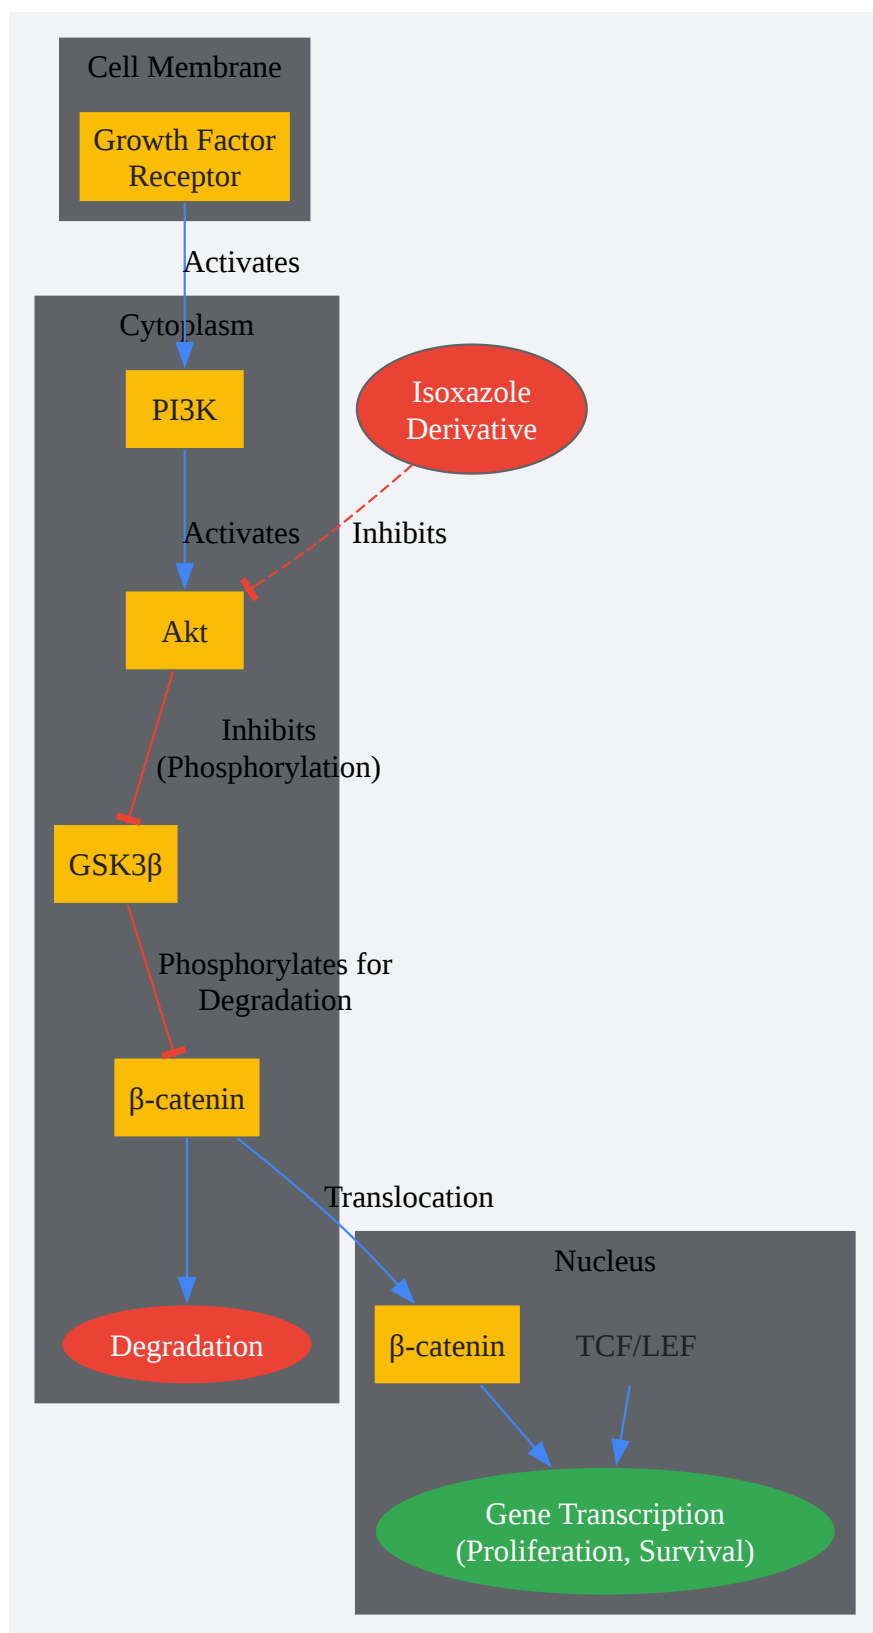 Cell Membrane
Growth Factor
Receptor
Activates
Cytoplasm
PI3K
Isoxazole
Derivative
Activates
Inhibits
Akt
Inhibits
(Phosphorylation)
GSK3β
Phosphorylates for
Degradation
β-catenin
Translocation
Nucleus
Degradation
β-catenin
TCF/LEF
Gene Transcription
(Proliferation, Survival)